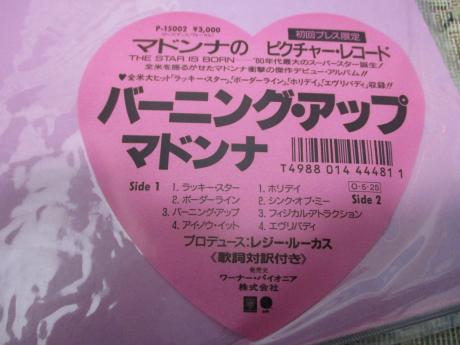 P-15002 ¥3,000
初回プレス限定
マドンナの ピクチャー・レコード
THE STAR IS BORN——'80年代最大のスーパースター誕生!
全米を揺るがせたマドンナ衝撃の傑作デビュー・アルバム!!
♥全米大ヒット「ラッキー・スター」、「ボーダーライン」、「ホリデイ」、「エヴリバディ」収録!!
バーニング・アップ
マドンナ
T4988 014 44481 1
Side 1
1. ラッキー・スター
2. ボーダーライン
3. バーニング・アップ
4. アイ・ノウ・イット
1. ホリデイ
2. シンク・オブ・ミー
3. フィジカル・アトラクション
4. エヴリバディ
O-6-25
Side 2
プロデュース:レジー・ルーカス
《歌詞対訳付き》
発売元
ワーナー・パイオニア
株式会社